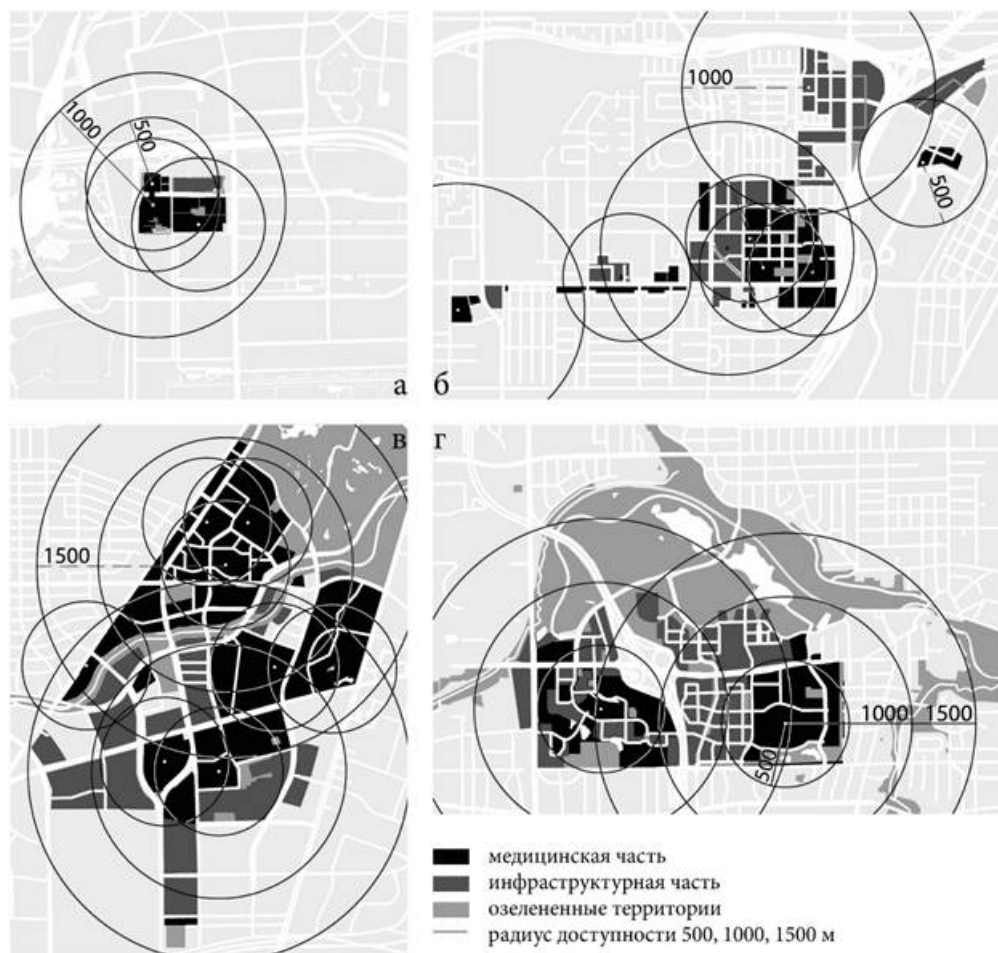 1000
500
а
1000
500
б
в
1500
г
1000 1500
500
медицинская часть
инфраструктурная часть
озелененные территории
радиус доступности 500, 1000, 1500 м